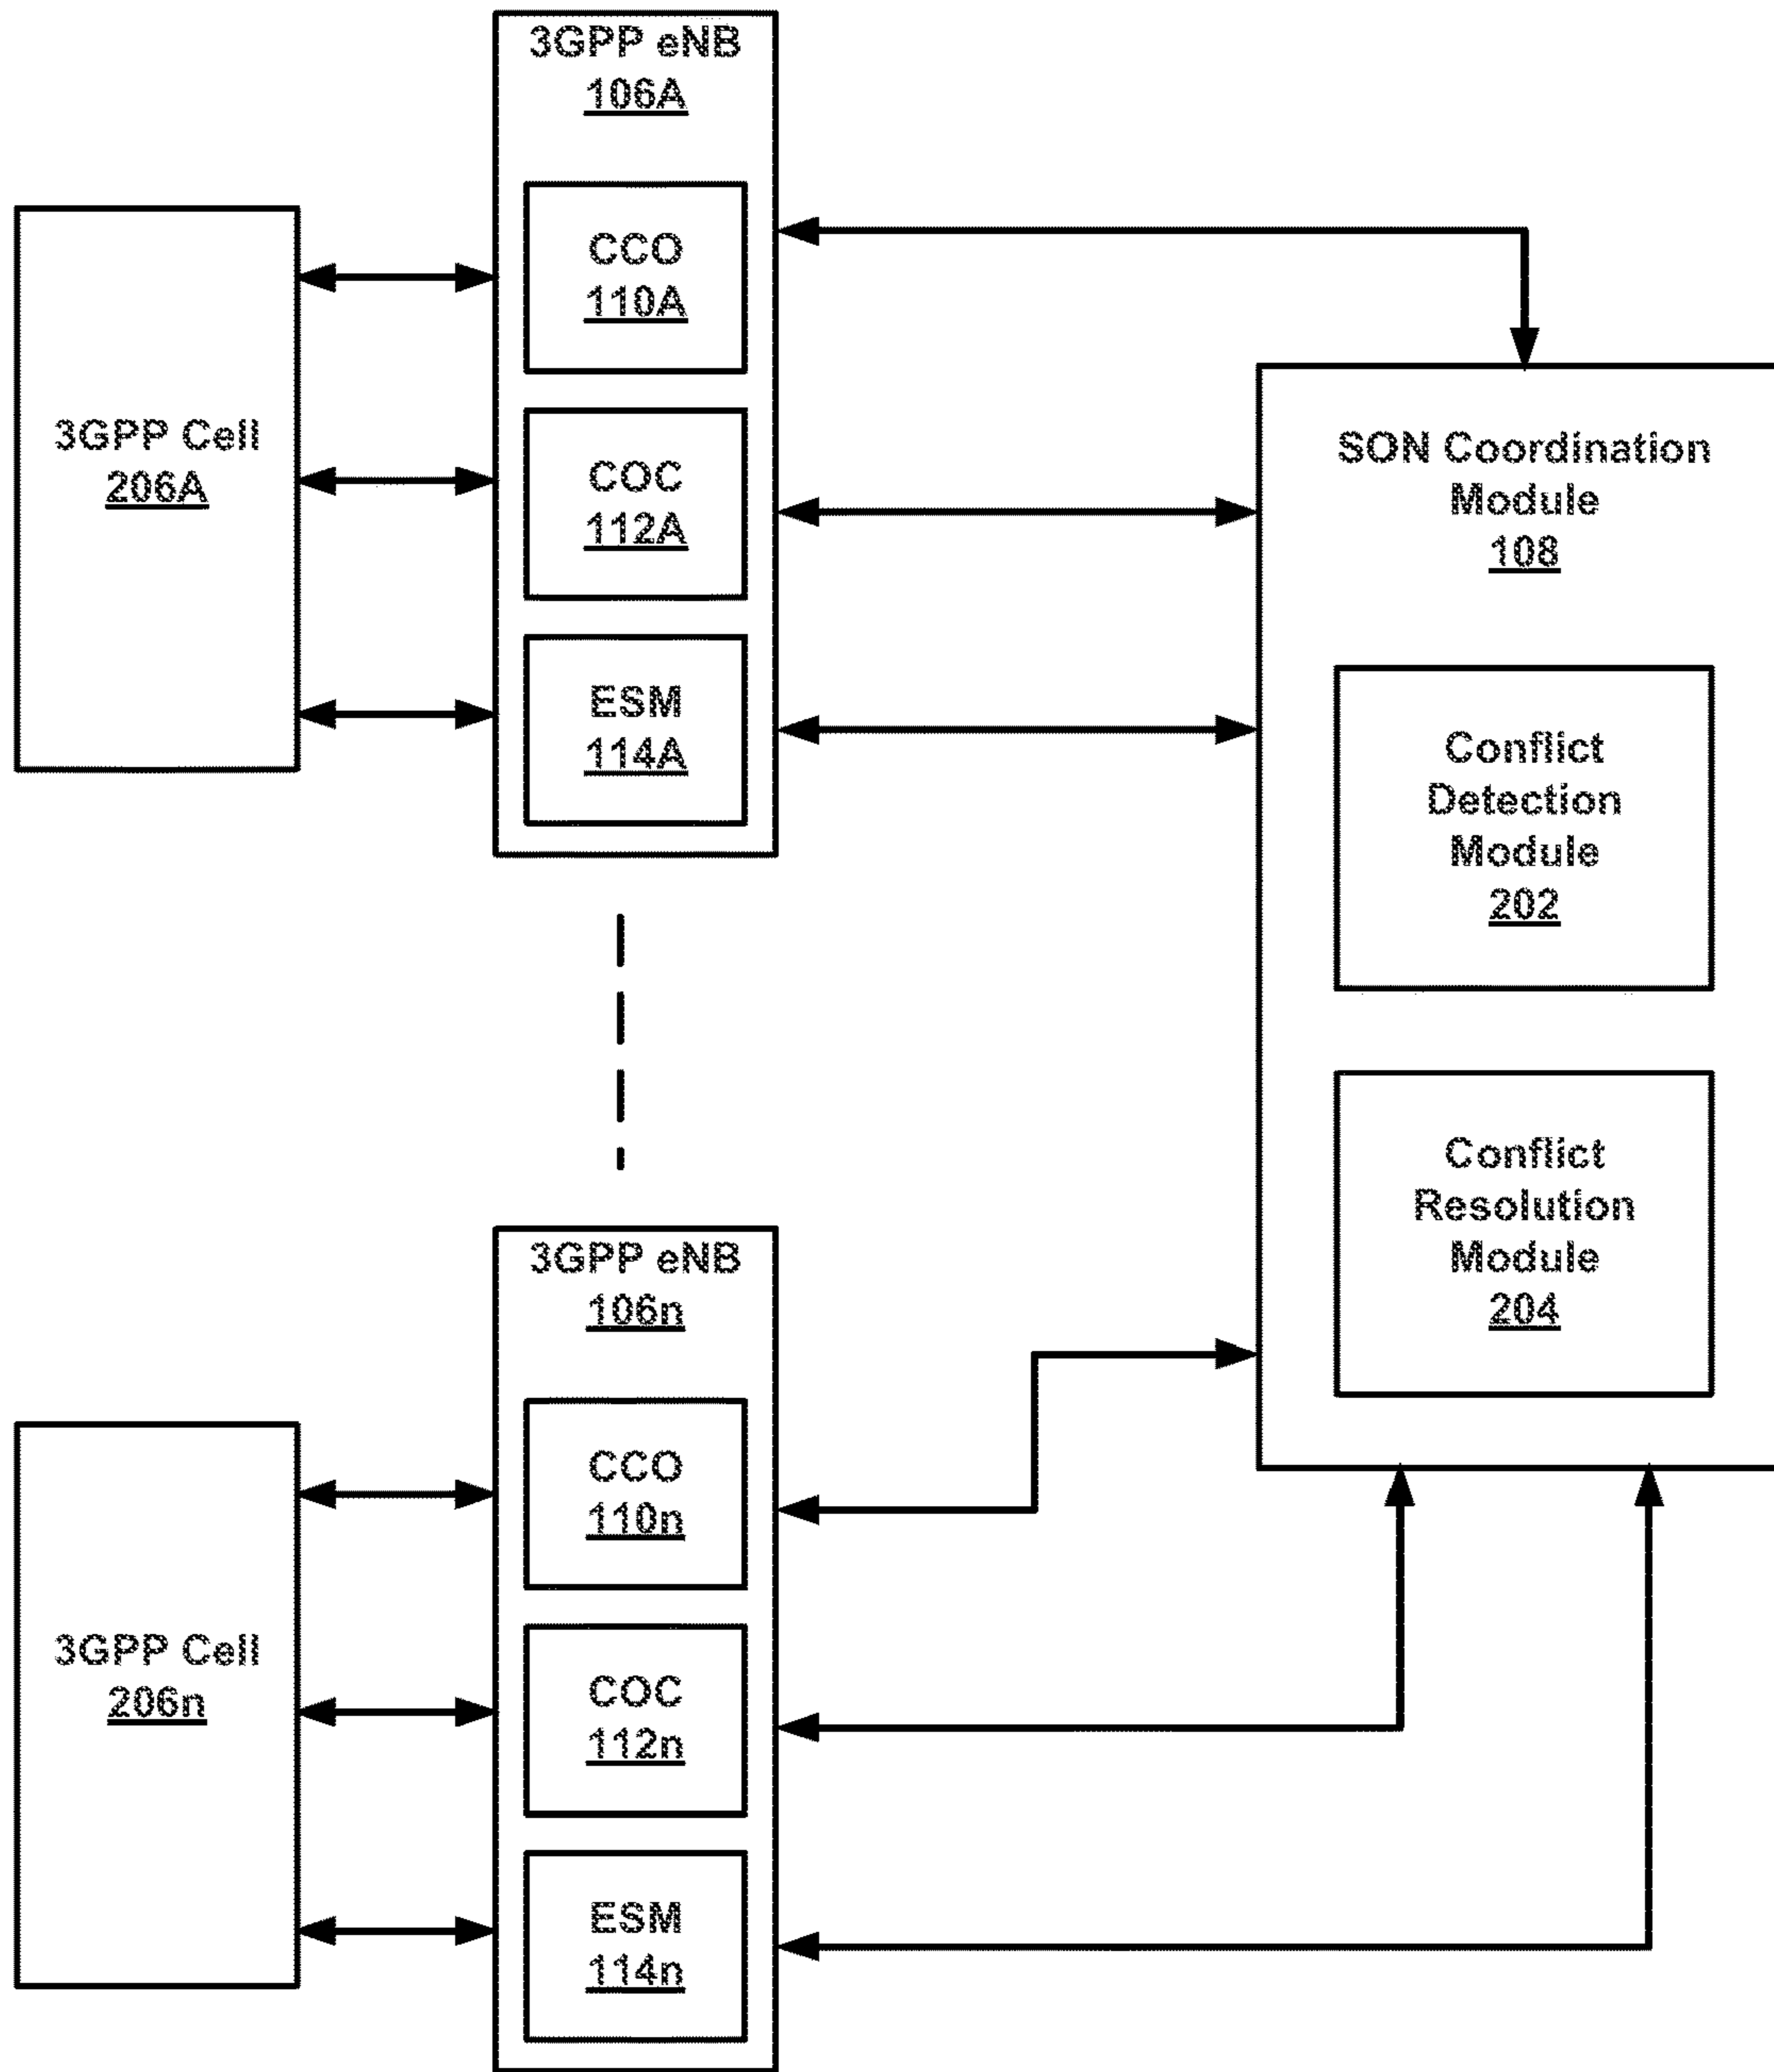 3GPP eNB
106A
CCO
110A
COC
112A
ESM
114A
3GPP Cell
206A
SON Coordination
Module
108
Conflict
Detection
Module
202
Conflict
Resolution
Module
204
3GPP eNB
106n
CCO
110n
COC
112n
ESM
114n
3GPP Cell
206n